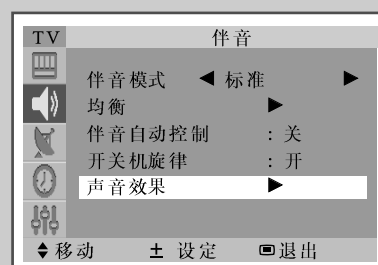 TV 伴音
伴音模式 ◀ 标准 ▶
均衡 ▶
伴音自动控制 : 关
开关机旋律 : 开
声音效果 ▶
移动 ± 设定 退出